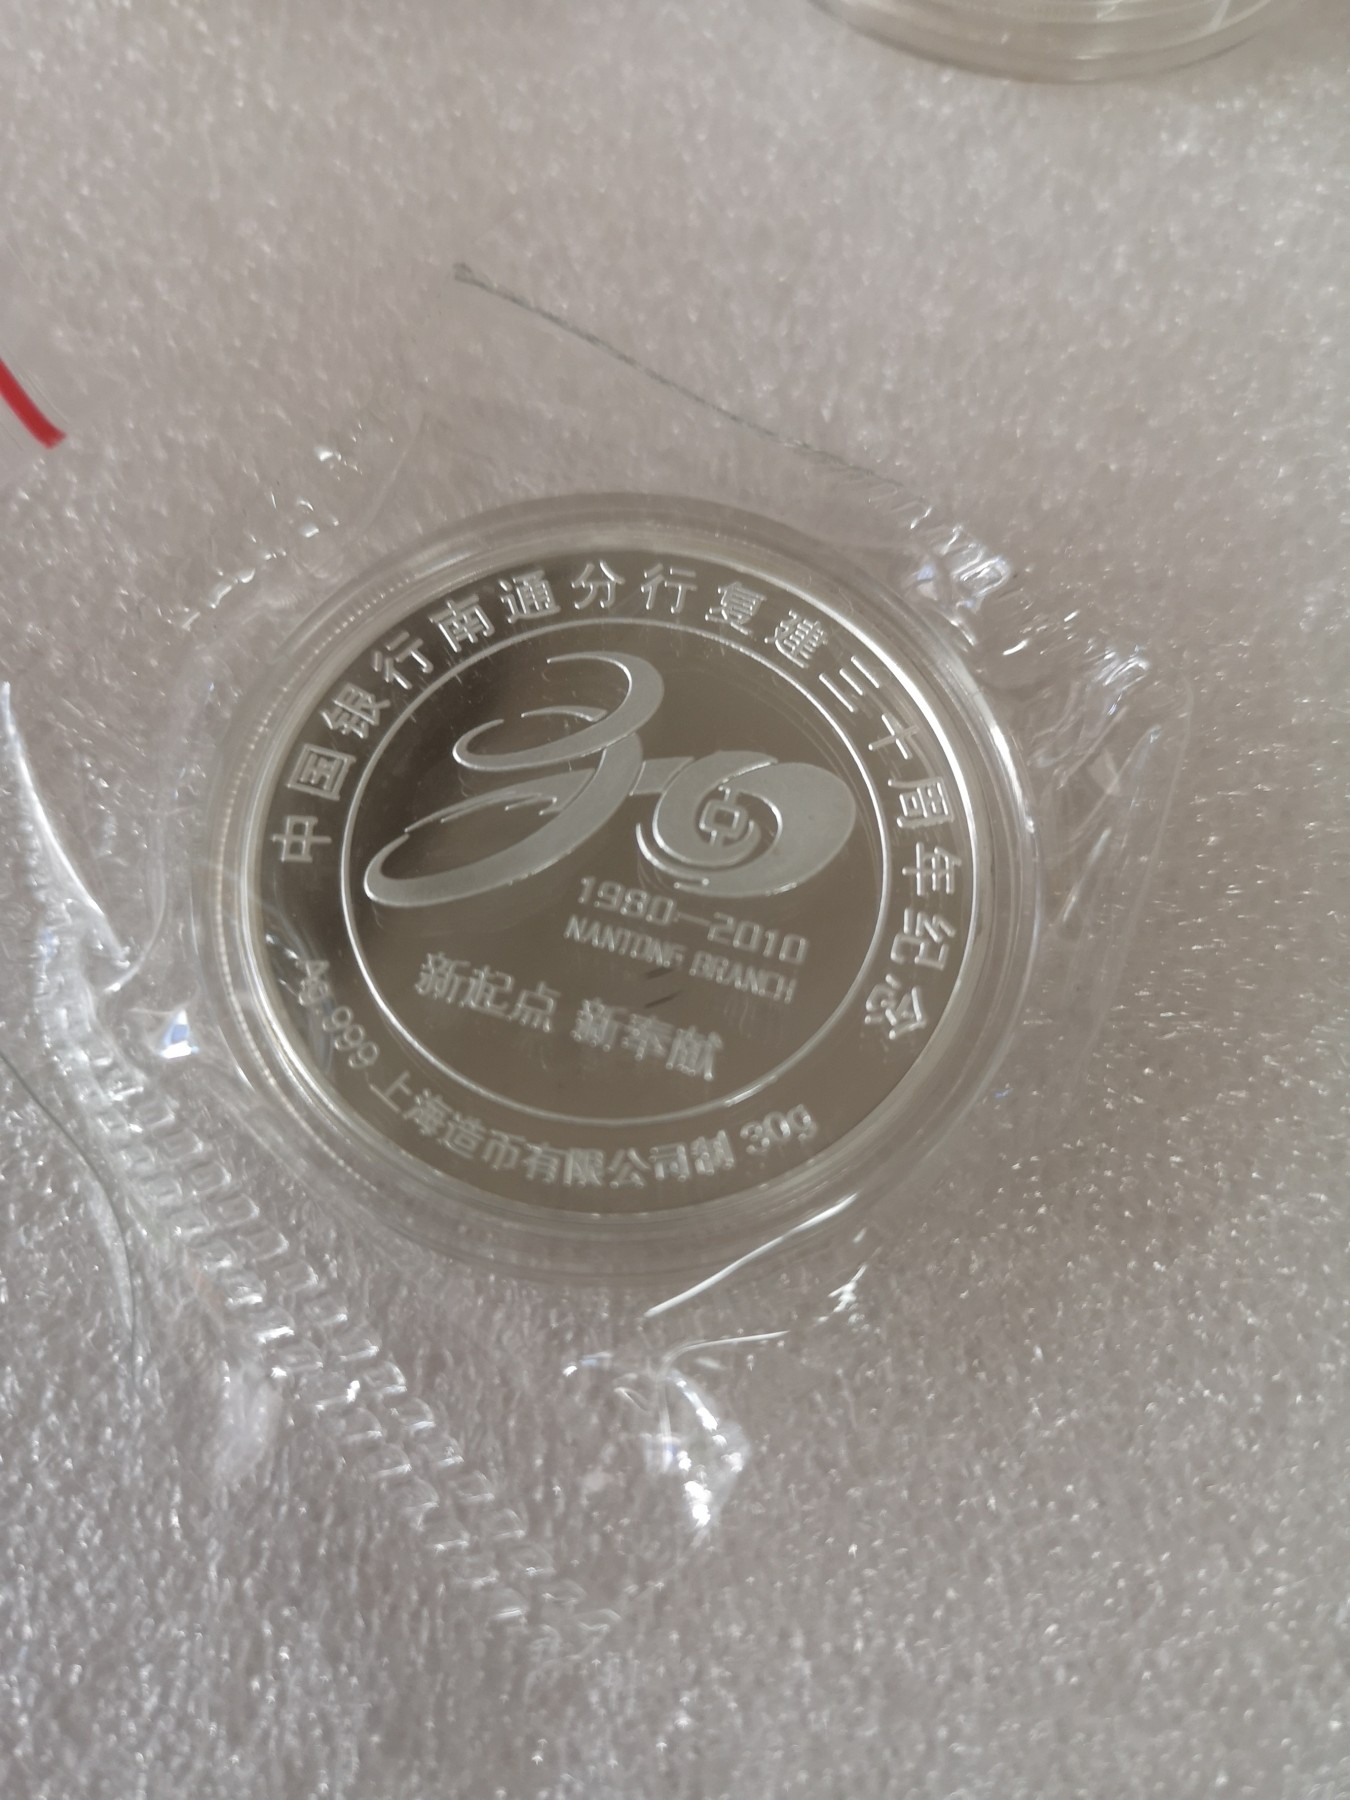 中国银行南通分行复建三十周年纪念
1980—2010
NANTONG BRANCH
新起点 新奉献
Ag 999 上海造币有限公司制 30g